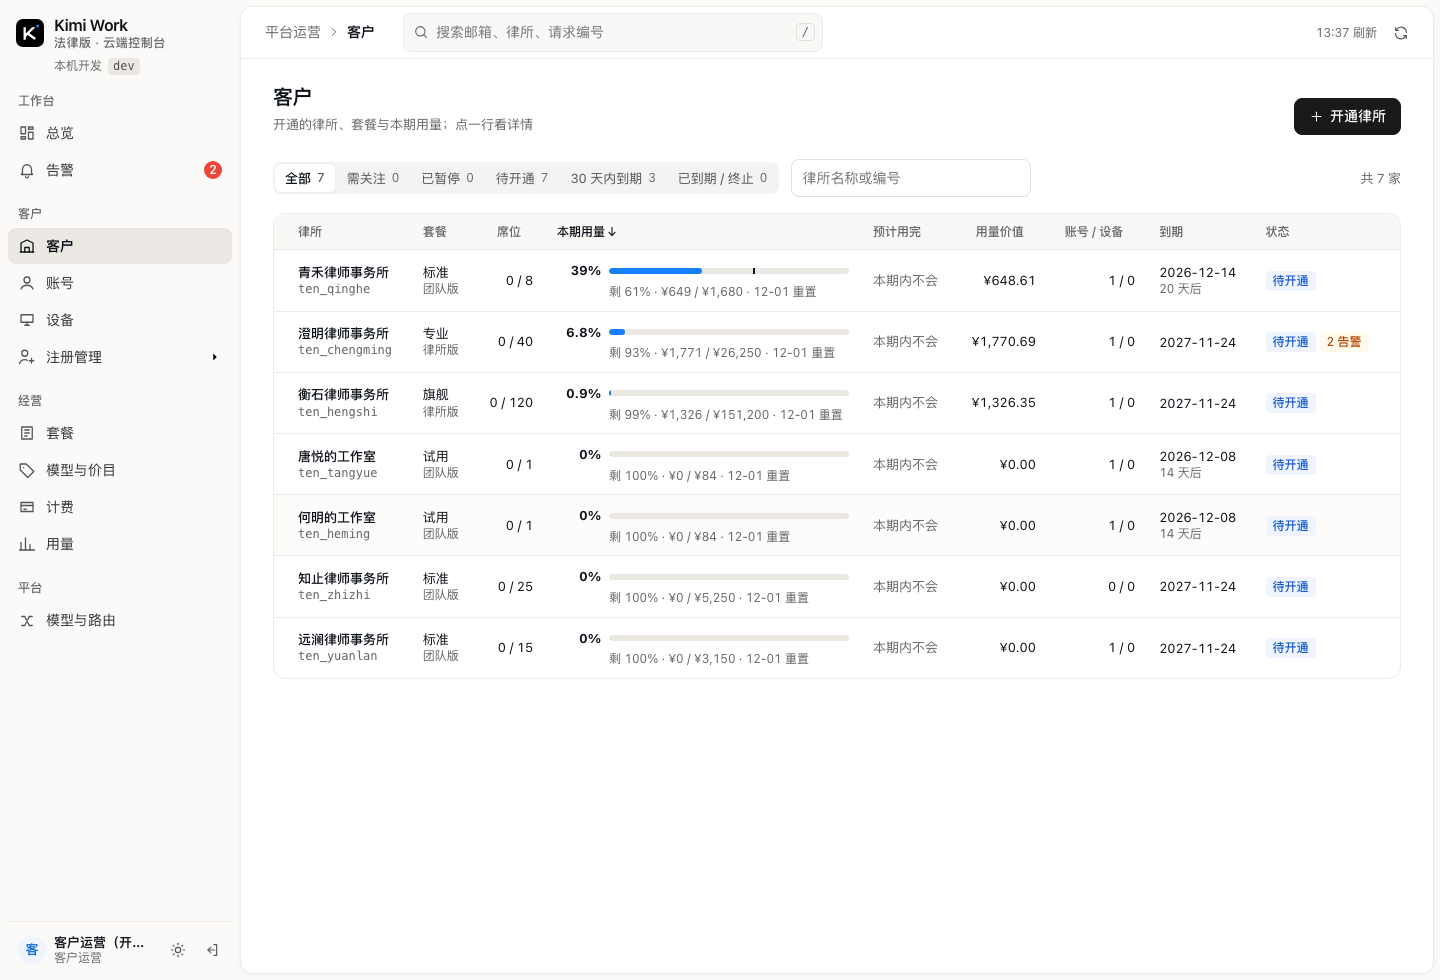 Kimi Work
法律版 · 云端控制台
本机开发 dev
工作台
总览
告警 2
客户
客户
账号
设备
注册管理
经营
套餐
模型与价目
计费
用量
平台
模型与路由
客 客户运营（开...
客户运营
平台运营 > 客户
搜索邮箱、律所、请求编号 /
13:37 刷新
客户
开通的律所、套餐与本期用量；点一行看详情
+ 开通律所
全部 7 需关注 0 已暂停 0 待开通 7 30 天内到期 3 已到期 / 终止 0
律所名称或编号
共 7 家
律所 套餐 席位 本期用量 ↓ 预计用完 用量价值 账号 / 设备 到期 状态
青禾律师事务所 标准 0 / 8 39% 本期内不会 ¥648.61 1 / 0 2026-12-14 待开通
ten_qinghe 团队版 剩 61% · ¥649 / ¥1,680 · 12-01 重置 20 天后
澄明律师事务所 专业 0 / 40 6.8% 本期内不会 ¥1,770.69 1 / 0 2027-11-24 待开通 2 告警
ten_chengming 律所版 剩 93% · ¥1,771 / ¥26,250 · 12-01 重置
衡石律师事务所 旗舰 0 / 120 0.9% 本期内不会 ¥1,326.35 1 / 0 2027-11-24 待开通
ten_hengshi 律所版 剩 99% · ¥1,326 / ¥151,200 · 12-01 重置
唐悦的工作室 试用 0 / 1 0% 本期内不会 ¥0.00 1 / 0 2026-12-08 待开通
ten_tangyue 团队版 剩 100% · ¥0 / ¥84 · 12-01 重置 14 天后
何明的工作室 试用 0 / 1 0% 本期内不会 ¥0.00 1 / 0 2026-12-08 待开通
ten_heming 团队版 剩 100% · ¥0 / ¥84 · 12-01 重置 14 天后
知止律师事务所 标准 0 / 25 0% 本期内不会 ¥0.00 0 / 0 2027-11-24 待开通
ten_zhizhi 团队版 剩 100% · ¥0 / ¥5,250 · 12-01 重置
远澜律师事务所 标准 0 / 15 0% 本期内不会 ¥0.00 1 / 0 2027-11-24 待开通
ten_yuanlan 团队版 剩 100% · ¥0 / ¥3,150 · 12-01 重置